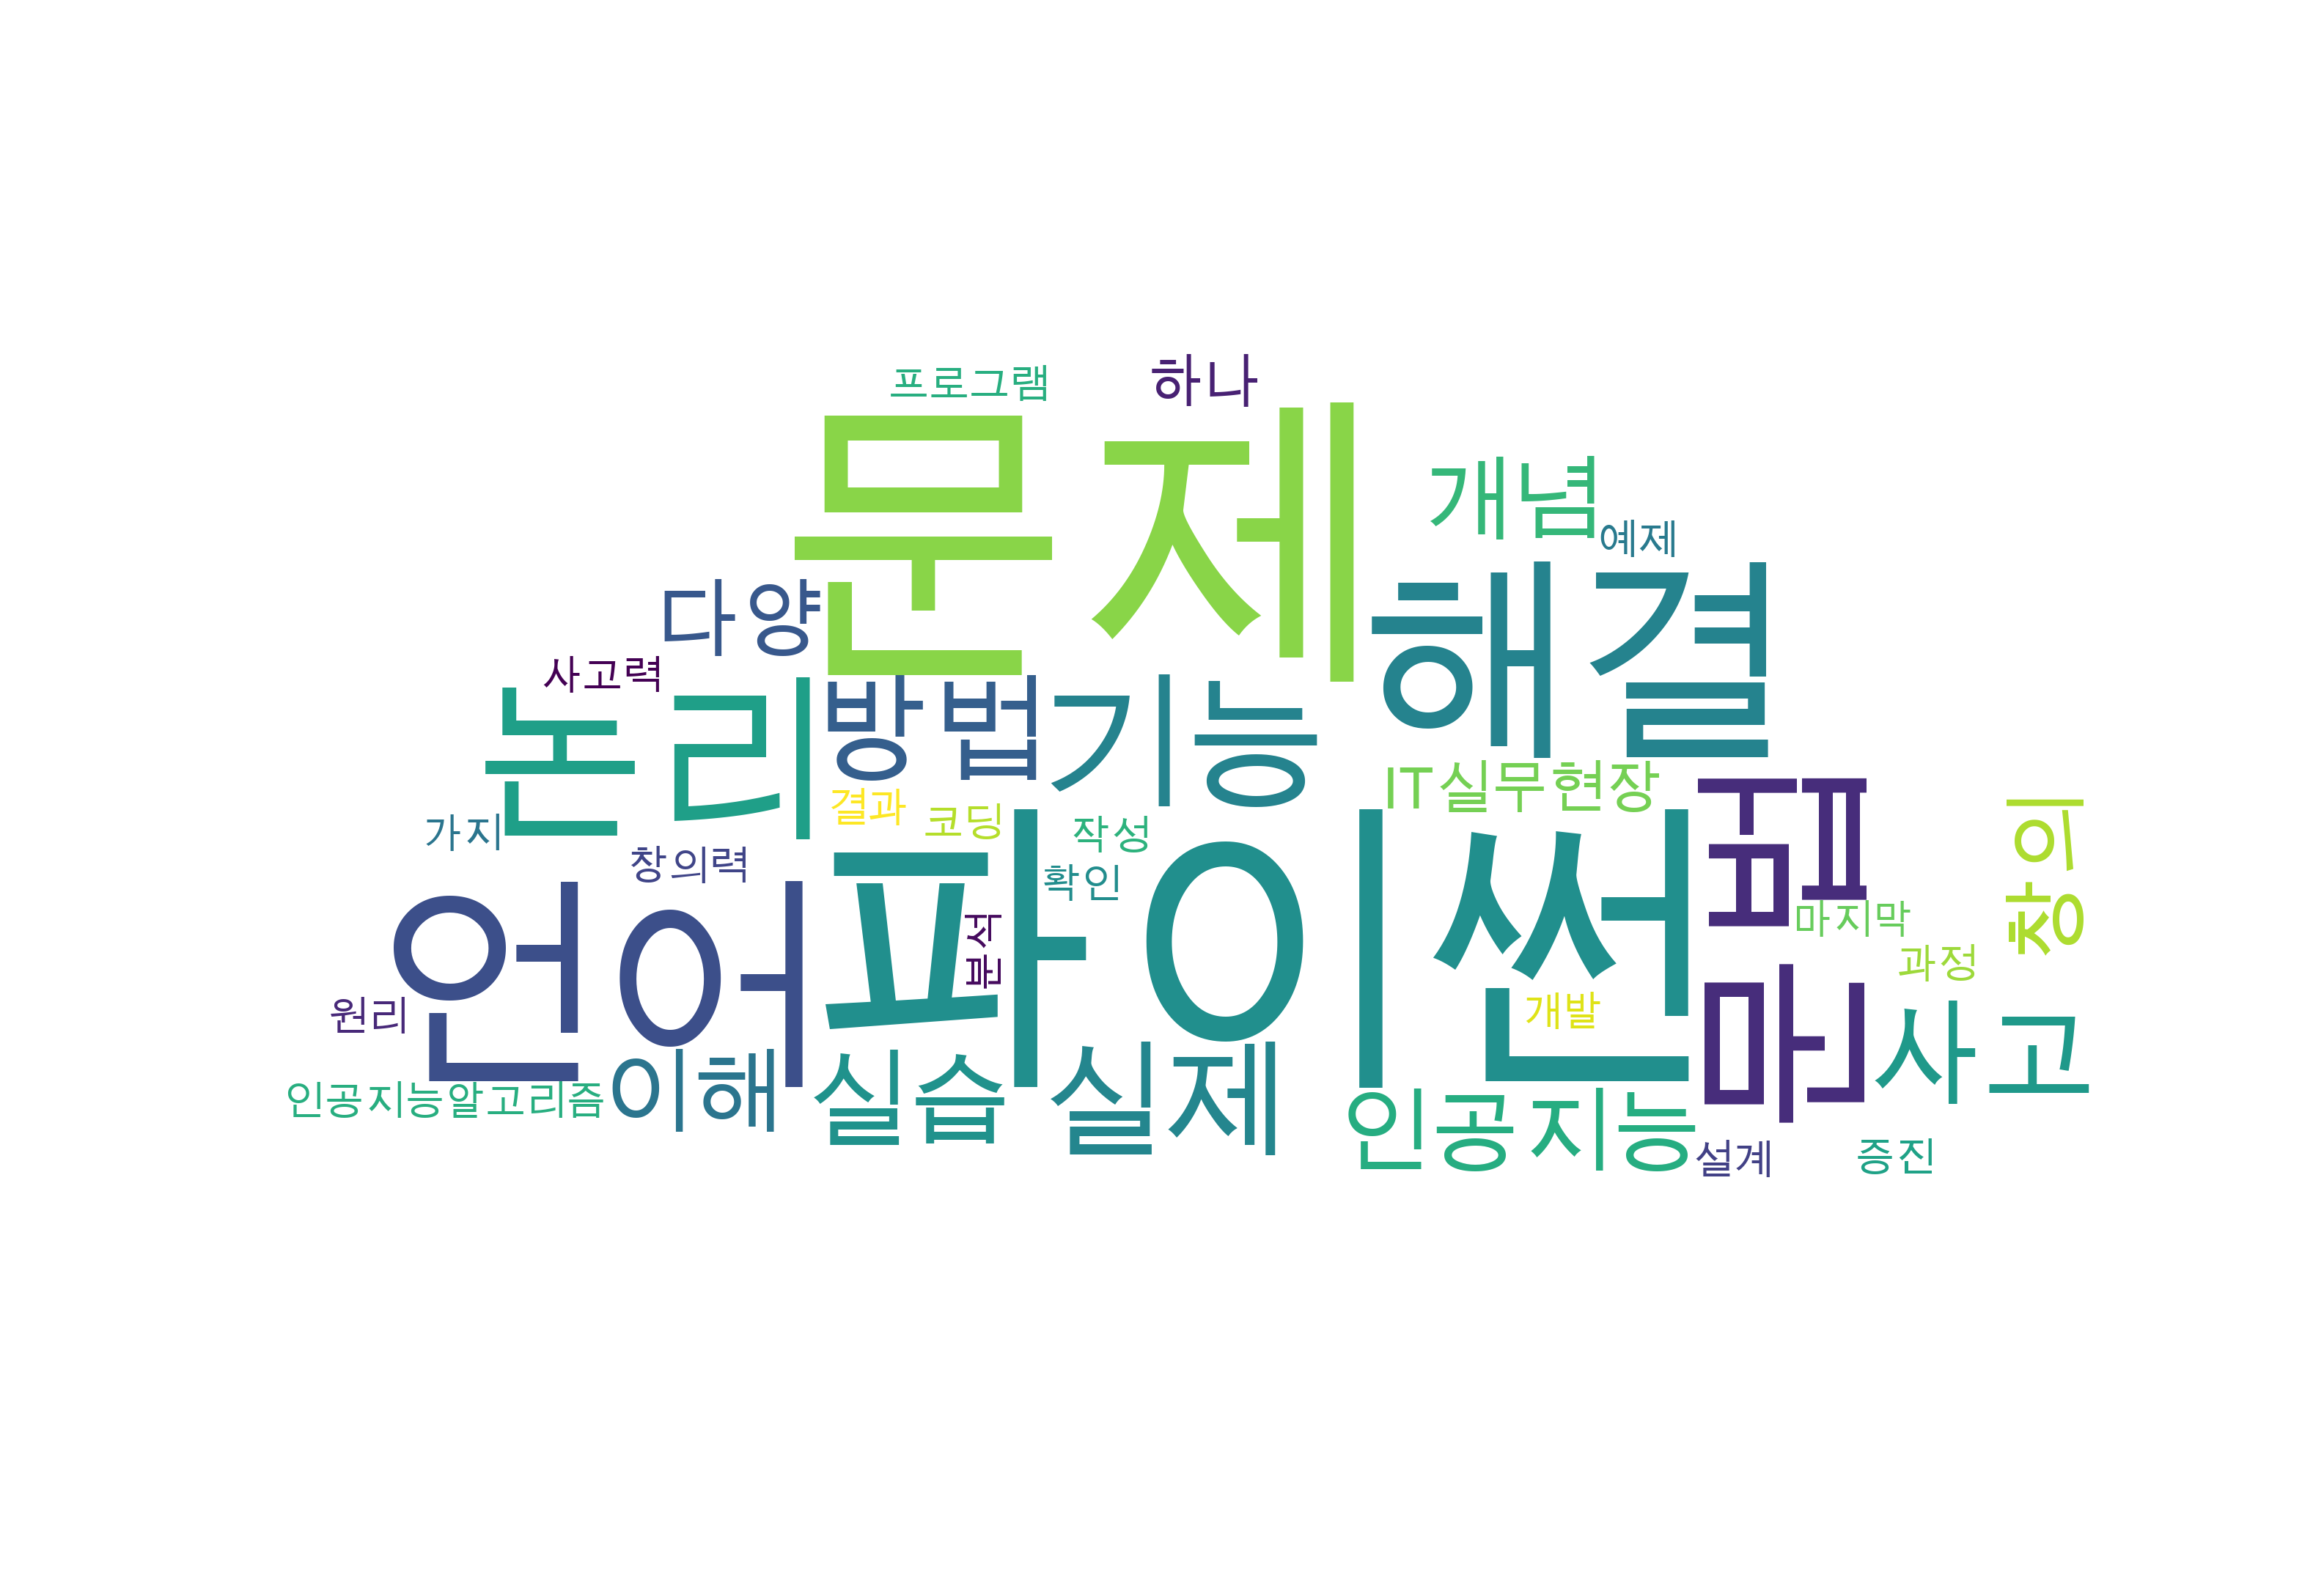 프로그램
하나
문제
개념
예제
다양
해결
사고력
논리
방법
기능
IT실무현장
결과
코딩
가지
작성
창의력
확인
문법
창의
언어
파이썬
분석
마지막
과정
원리
개발
사고
인공지능알고리즘
이해
실습
실제
인공지능
설계
증진